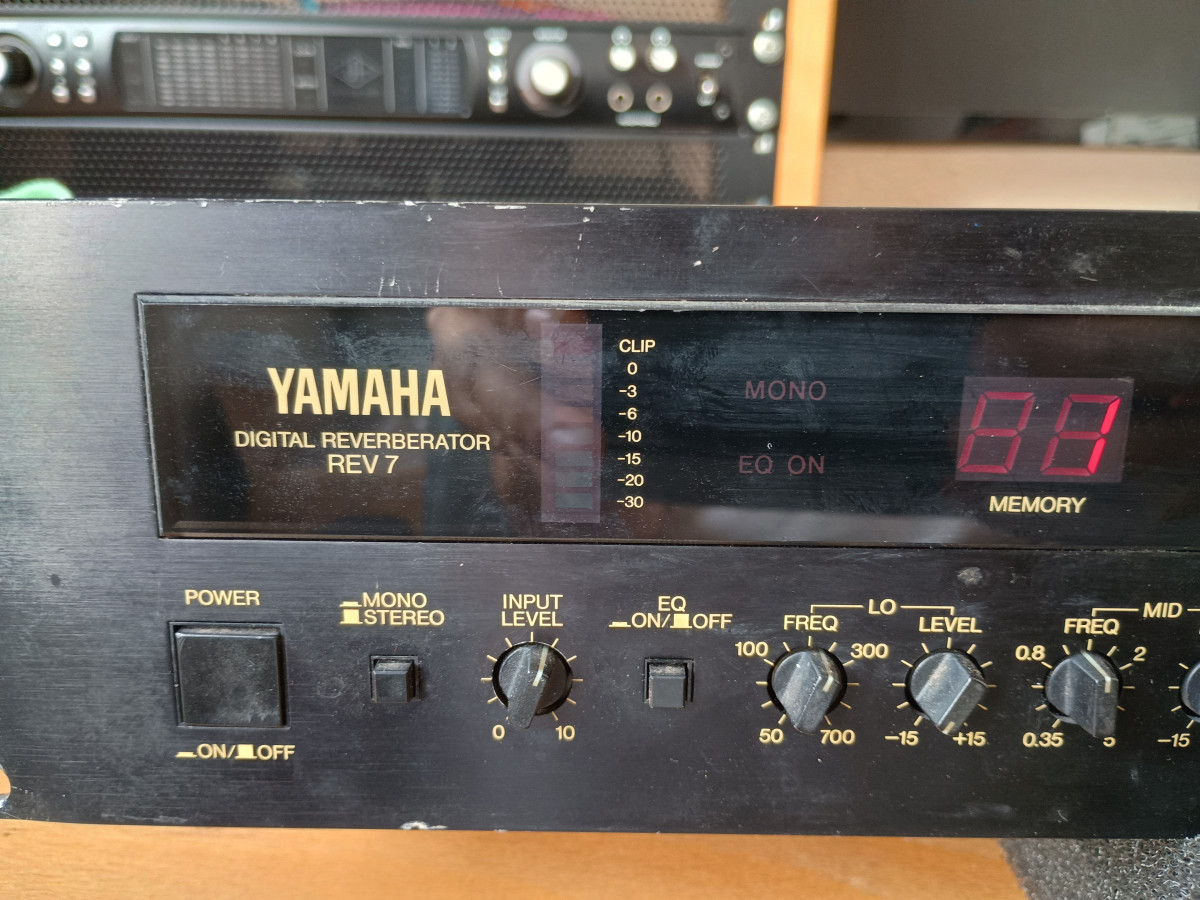 YAMAHA
DIGITAL REVERBERATOR
REV 7
CLIP
0
-3
-6
-10
-15
-20
-30
MONO
EQ ON
1
MEMORY
POWER
ON/ OFF
MONO
STEREO
INPUT
LEVEL
0 10
EQ
ON/ OFF
LO
FREQ
100 300
50 700
LEVEL
-15 +15
MID
FREQ
0.8 2
0.35 5
-15